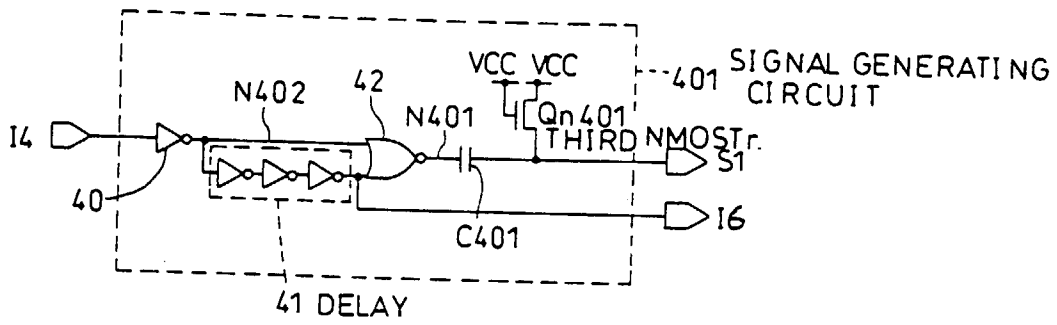 VCC VCC
401 SIGNAL GENERATING
CIRCUIT
42
N402
N401
Qn401
THIRD NMOSTr.
I4
S1
40
C401
I6
41 DELAY